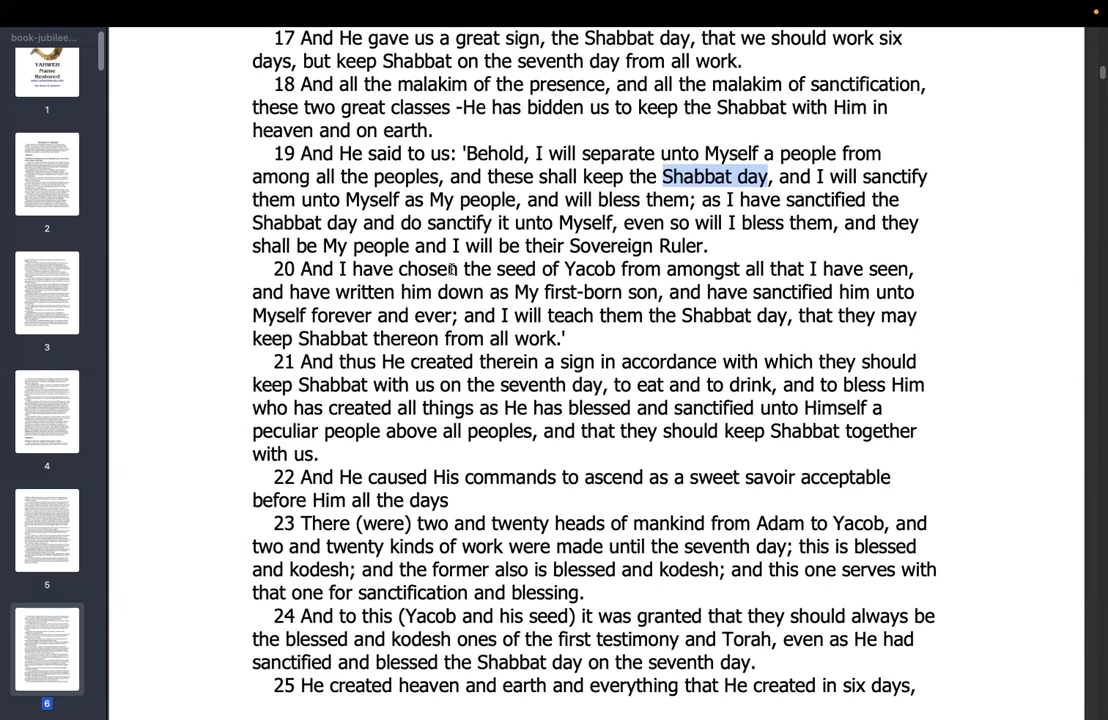 book-jubilee...
YAHWEH
Name
Restored
1
2
3
4
5
6
17 And He gave us a great sign, the Shabbat day, that we should work six
days, but keep Shabbat on the seventh day from all work.
18 And all the malakim of the presence, and all the malakim of sanctification,
these two great classes -He has bidden us to keep the Shabbat with Him in
heaven and on earth.
19 And He said to us: 'Behold, I will separate unto Myself a people from
among all the peoples, and these shall keep the Shabbat day, and I will sanctify
them unto Myself as My people, and will bless them; as I have sanctified the
Shabbat day and do sanctify it unto Myself, even so will I bless them, and they
shall be My people and I will be their Sovereign Ruler.
20 And I have chosen the seed of Yacob from amongst all that I have seen,
and have written him down as My first-born son, and have sanctified him unto
Myself forever and ever; and I will teach them the Shabbat day, that they may
keep Shabbat thereon from all work.'
21 And thus He created therein a sign in accordance with which they should
keep Shabbat with us on the seventh day, to eat and to drink, and to bless Him
who has created all things as He has blessed and sanctified unto Himself a
peculiar people above all peoples, and that they should keep Shabbat together
with us.
22 And He caused His commands to ascend as a sweet savoir acceptable
before Him all the days
23 There (were) two and twenty heads of mankind from Adam to Yacob, and
two and twenty kinds of work were made until the seventh day; this is blessed
and kodesh; and the former also is blessed and kodesh; and this one serves with
that one for sanctification and blessing.
24 And to this (Yacob and his seed) it was granted that they should always be
the blessed and kodesh ones of the first testimony and Torah, even as He had
sanctified and blessed the Shabbat day on the seventh day.
25 He created heaven and earth and everything that He created in six days,